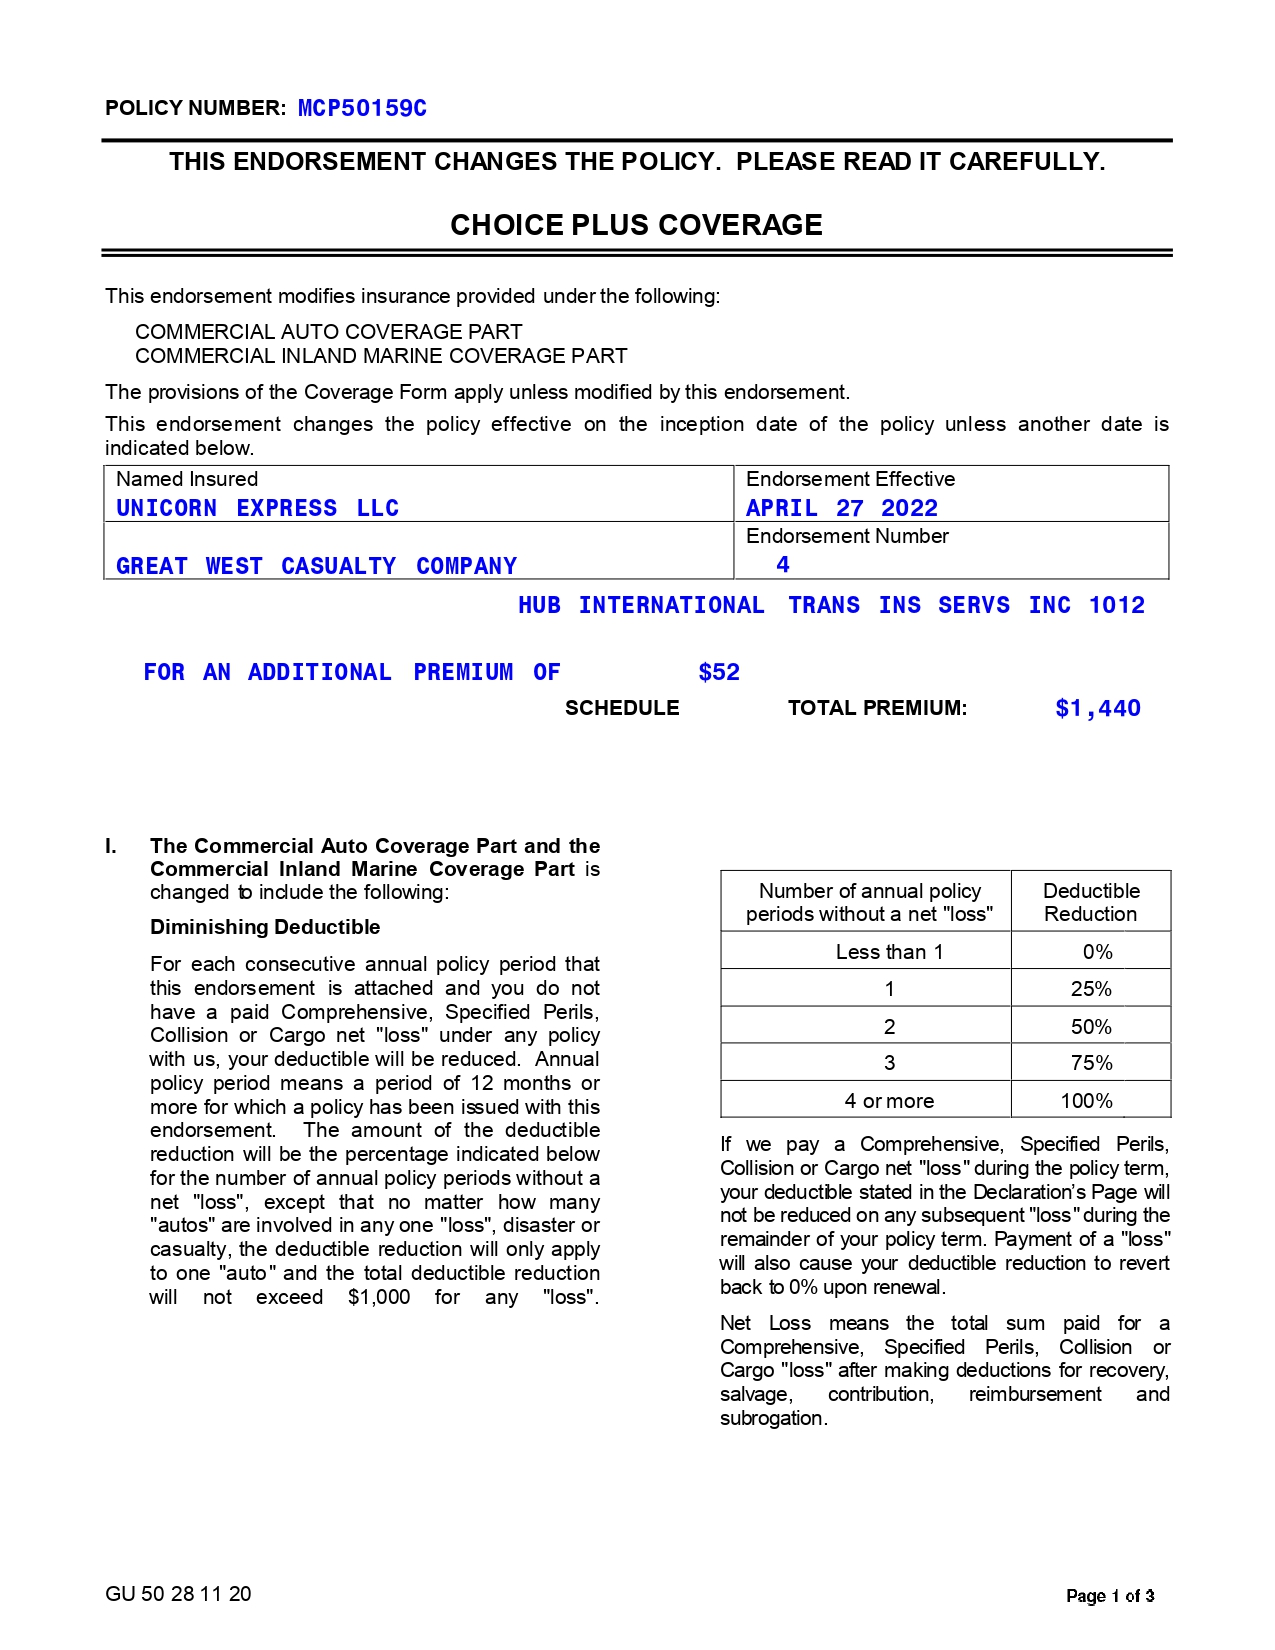 POLICY NUMBER: MCP50159C
THIS ENDORSEMENT CHANGES THE POLICY. PLEASE READ IT CAREFULLY.
CHOICE PLUS COVERAGE
This endorsement modifies insurance provided under the following:
COMMERCIAL AUTO COVERAGE PART
COMMERCIAL INLAND MARINE COVERAGE PART
The provisions of the Coverage Form apply unless modified by this endorsement.
This endorsement changes the policy effective on the inception date of the policy unless another date is
indicated below.
Named Insured
UNICORN EXPRESS LLC
Endorsement Effective
APRIL 27 2022
GREAT WEST CASUALTY COMPANY
Endorsement Number
4
HUB INTERNATIONAL TRANS INS SERVS INC 1012
FOR AN ADDITIONAL PREMIUM OF $52
SCHEDULE TOTAL PREMIUM: $1,440
I. The Commercial Auto Coverage Part and the
Commercial Inland Marine Coverage Part is
changed to include the following:
Diminishing Deductible
For each consecutive annual policy period that
this endorsement is attached and you do not
have a paid Comprehensive, Specified Perils,
Collision or Cargo net "loss" under any policy
with us, your deductible will be reduced. Annual
policy period means a period of 12 months or
more for which a policy has been issued with this
endorsement. The amount of the deductible
reduction will be the percentage indicated below
for the number of annual policy periods without a
net "loss", except that no matter how many
"autos" are involved in any one "loss", disaster or
casualty, the deductible reduction will only apply
to one "auto" and the total deductible reduction
will not exceed $1,000 for any "loss".
Number of annual policy
periods without a net "loss"
Deductible
Reduction
Less than 1 0%
1 25%
2 50%
3 75%
4 or more 100%
If we pay a Comprehensive, Specified Perils,
Collision or Cargo net "loss" during the policy term,
your deductible stated in the Declaration’s Page will
not be reduced on any subsequent "loss" during the
remainder of your policy term. Payment of a "loss"
will also cause your deductible reduction to revert
back to 0% upon renewal.
Net Loss means the total sum paid for a
Comprehensive, Specified Perils, Collision or
Cargo "loss" after making deductions for recovery,
salvage, contribution, reimbursement and
subrogation.
GU 50 28 11 20
Page 1 of 3